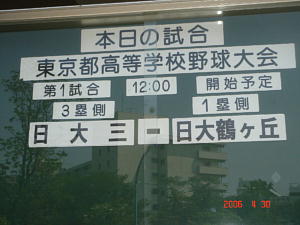 本日の試合
東京都高等学校野球大会
第1試合 12:00 開始予定
3塁側 1塁側
日大三ー日大鶴ヶ丘
2006 4 30